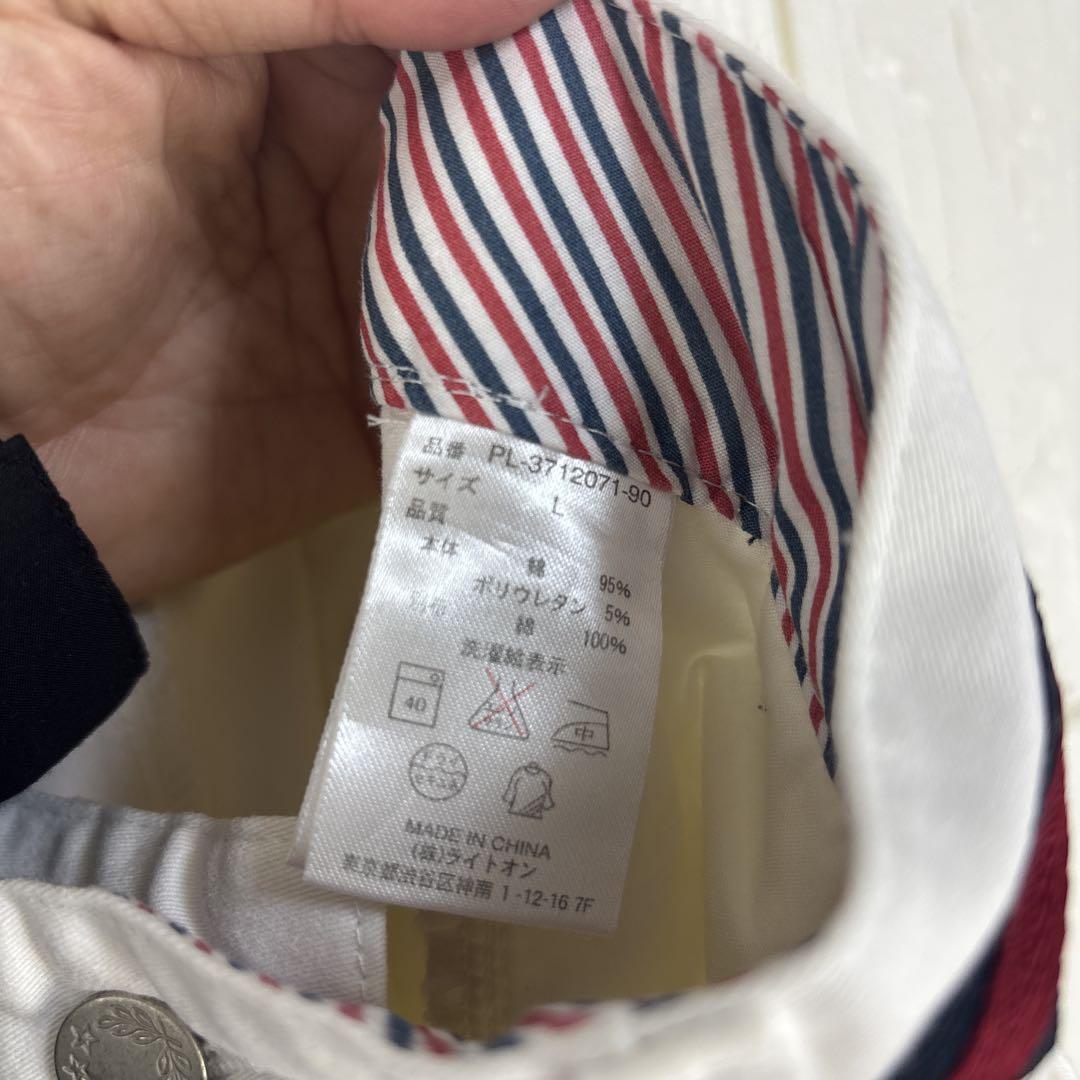 品番 PL-3712071-90
サイズ L
品質
本体 綿 95%
ポリウレタン 5%
別布 綿 100%
洗濯絵表示
40
中
MADE IN CHINA
(株)ライトオン
東京都渋谷区神南 1-12-16 7F